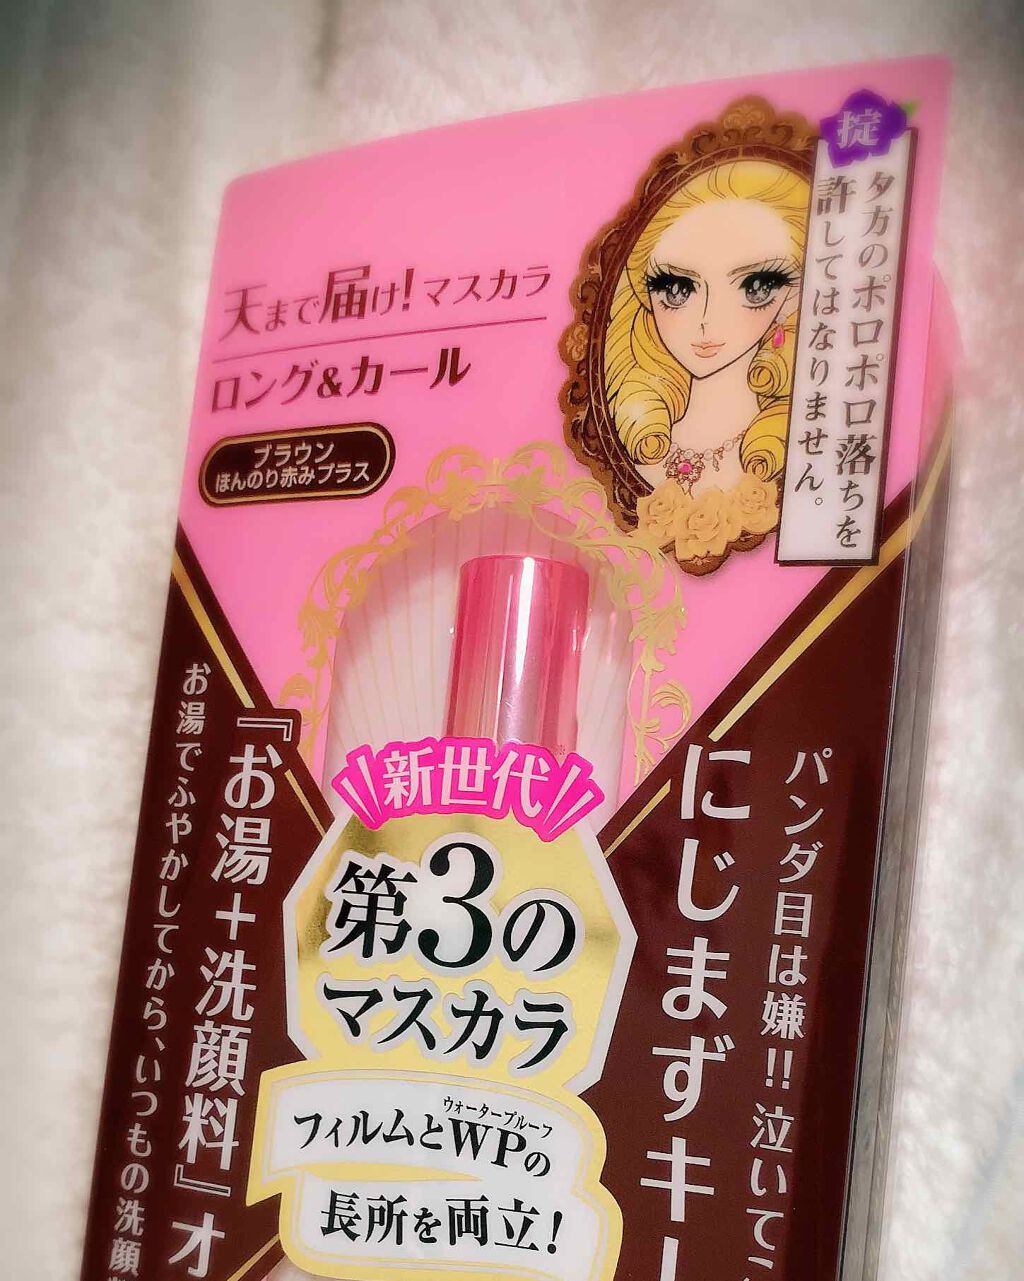 天まで届け!マスカラ
ロング&カール
ブラウン
ほんのり赤みプラス
掟
夕方のポロポロ落ちを
許してはなりません。
新世代
第3の
マスカラ
フィルムとWPの
ウォータープルーフ
長所を両立!
パンダ目は嫌!!泣いて
にじまずキー
『お湯+洗顔料』オ
お湯でふやかしてから、いつもの洗顔